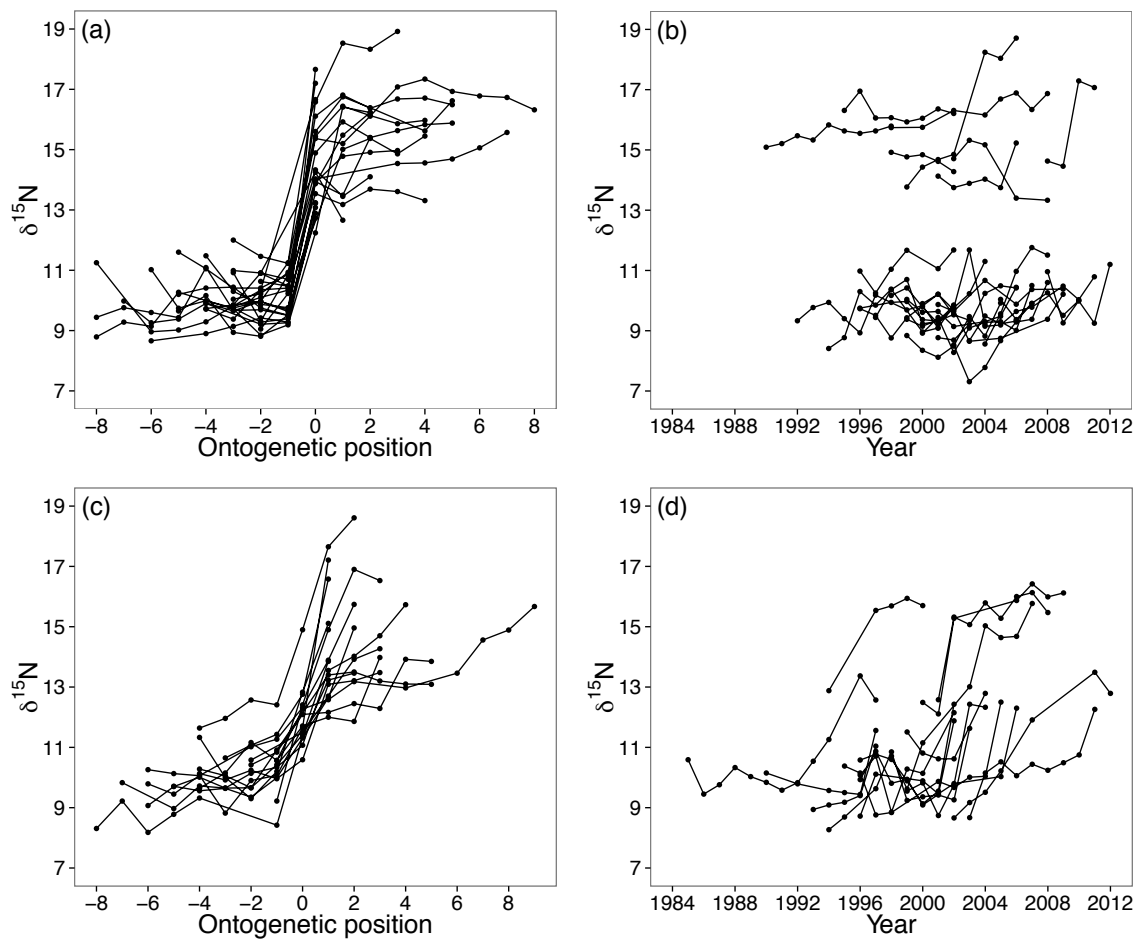 (a)
19
17
15
13
11
9
7
δ¹⁵N
−8 −6 −4 −2 0 2 4 6 8
Ontogenetic position
(b)
19
17
15
13
11
9
7
δ¹⁵N
1984 1988 1992 1996 2000 2004 2008 2012
Year
(c)
19
17
15
13
11
9
7
δ¹⁵N
−8 −6 −4 −2 0 2 4 6 8
Ontogenetic position
(d)
19
17
15
13
11
9
7
δ¹⁵N
1984 1988 1992 1996 2000 2004 2008 2012
Year